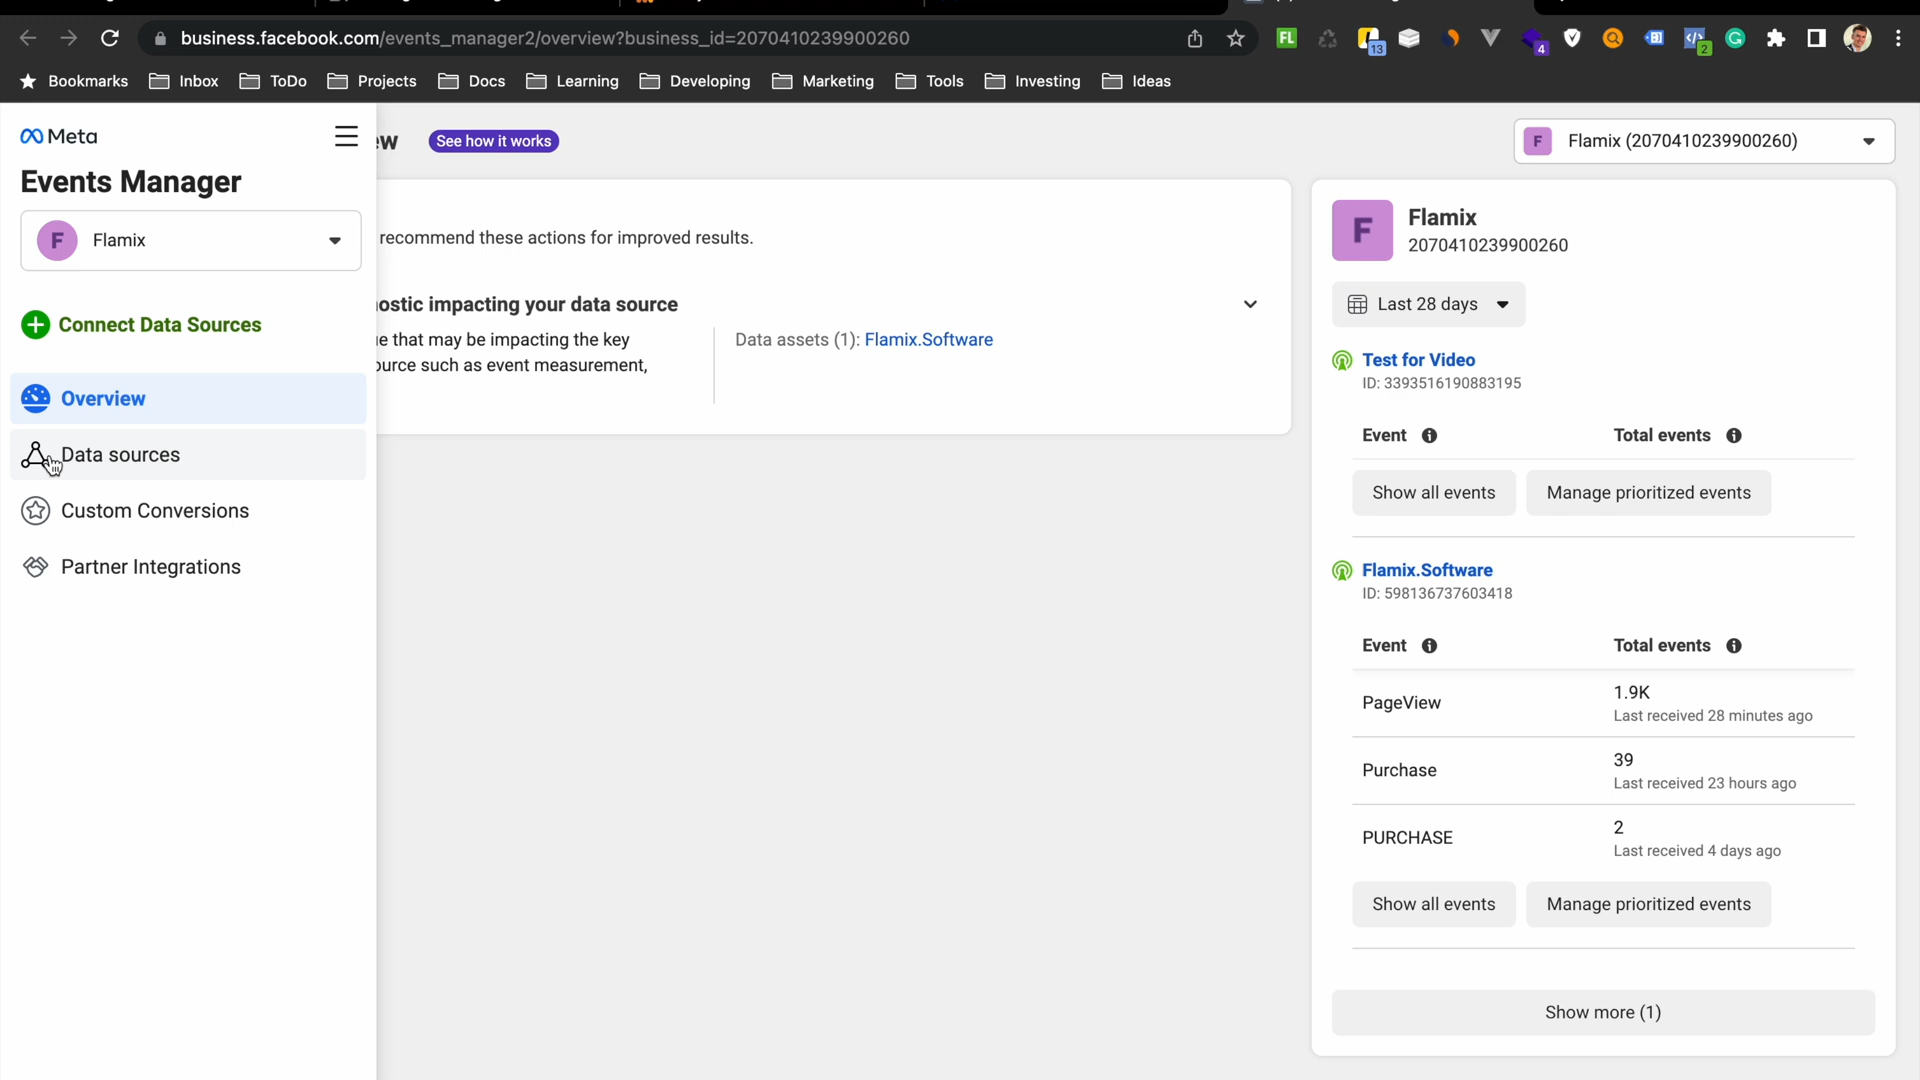 business.facebook.com/events_manager2/overview?business_id=2070410239900260
FL
13
4
2
Bookmarks
Inbox
ToDo
Projects
Docs
Learning
Developing
Marketing
Tools
Investing
Ideas
Meta
Events Manager
F Flamix
Connect Data Sources
Overview
Data sources
Custom Conversions
Partner Integrations
ew
See how it works
F Flamix (2070410239900260)
recommend these actions for improved results.
nostic impacting your data source
e that may be impacting the key
ource such as event measurement,
Data assets (1): Flamix.Software
F
Flamix
2070410239900260
Last 28 days
Test for Video
ID: 3393516190883195
Event Total events
Show all events Manage prioritized events
Flamix.Software
ID: 598136737603418
Event Total events
PageView 1.9K
Last received 28 minutes ago
Purchase 39
Last received 23 hours ago
PURCHASE 2
Last received 4 days ago
Show all events Manage prioritized events
Show more (1)